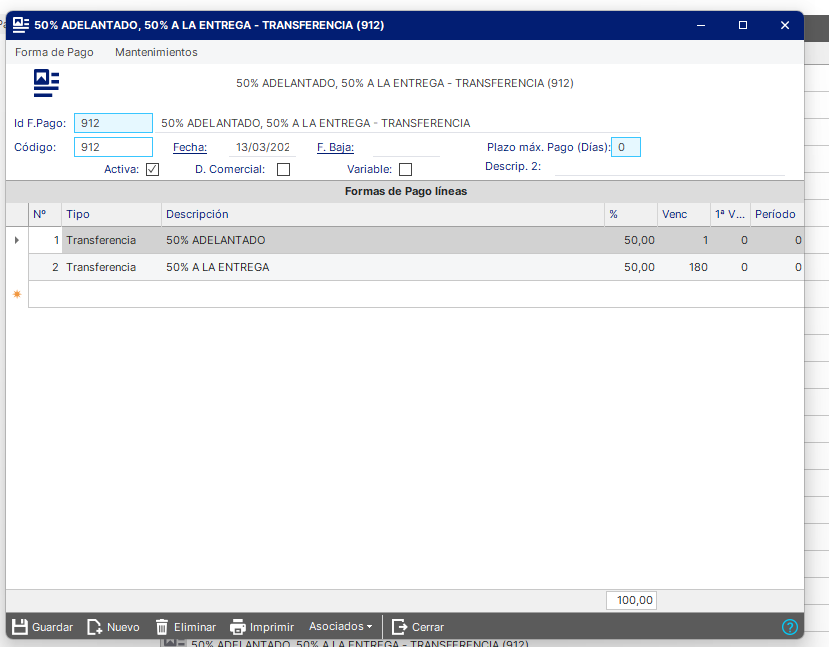 50% ADELANTADO, 50% A LA ENTREGA - TRANSFERENCIA (912)
Forma de Pago Mantenimientos
50% ADELANTADO, 50% A LA ENTREGA - TRANSFERENCIA (912)
Id F.Pago: 912 50% ADELANTADO, 50% A LA ENTREGA - TRANSFERENCIA
Código: 912 Fecha: 13/03/202 F. Baja: Plazo máx. Pago (Días): 0
Activa: D. Comercial: Variable: Descrip. 2:
Formas de Pago líneas
Nº Tipo Descripción % Venc 1ª V... Período
1 Transferencia 50% ADELANTADO 50,00 1 0 0
2 Transferencia 50% A LA ENTREGA 50,00 180 0 0
100,00
Guardar Nuevo Eliminar Imprimir Asociados Cerrar ?
50% ADELANTADO, 50% A LA ENTREGA - TRANSFERENCIA (912)